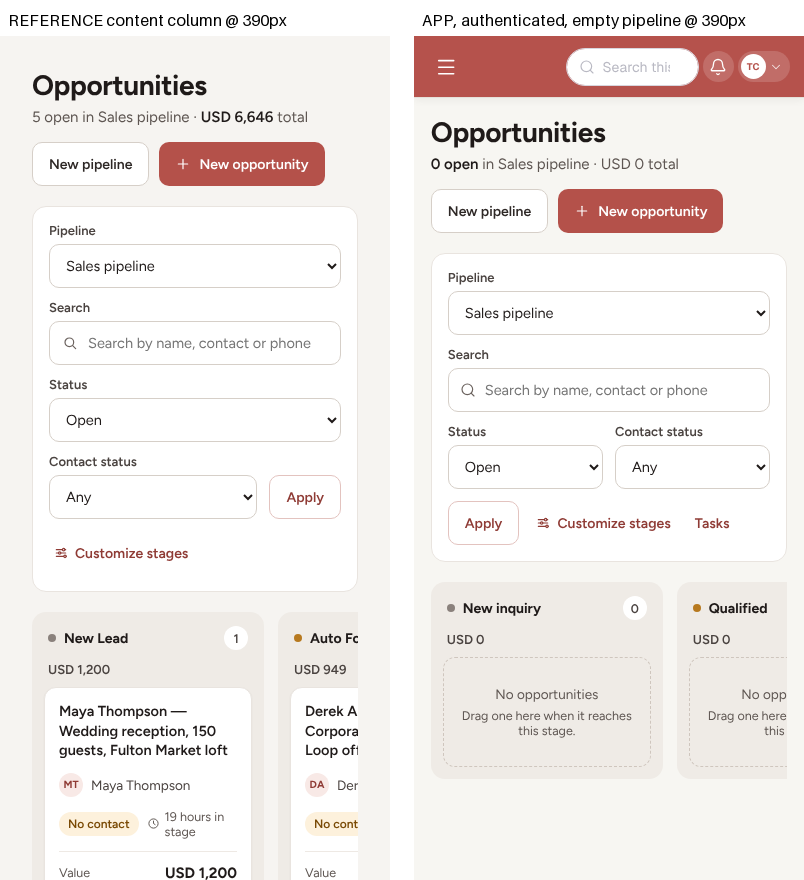 REFERENCE content column @ 390px
Opportunities
5 open in Sales pipeline · USD 6,646 total
New pipeline
New opportunity
Pipeline
Sales pipeline
Search
Search by name, contact or phone
Status
Open
Contact status
Any
Apply
Customize stages
New Lead
1
USD 1,200
Maya Thompson —
Wedding reception, 150
guests, Fulton Market loft
MT
Maya Thompson
No contact
19 hours in
stage
Value
USD 1,200
Auto Fo
USD 949
Derek A
Corpora
Loop off
DA
Der
No cont
Value
APP, authenticated, empty pipeline @ 390px
Search thi
TC
Opportunities
0 open in Sales pipeline · USD 0 total
New pipeline
New opportunity
Pipeline
Sales pipeline
Search
Search by name, contact or phone
Status
Contact status
Open
Any
Apply
Customize stages
Tasks
New inquiry
0
USD 0
No opportunities
Drag one here when it reaches
this stage.
Qualified
USD 0
No opp
Drag one here
this